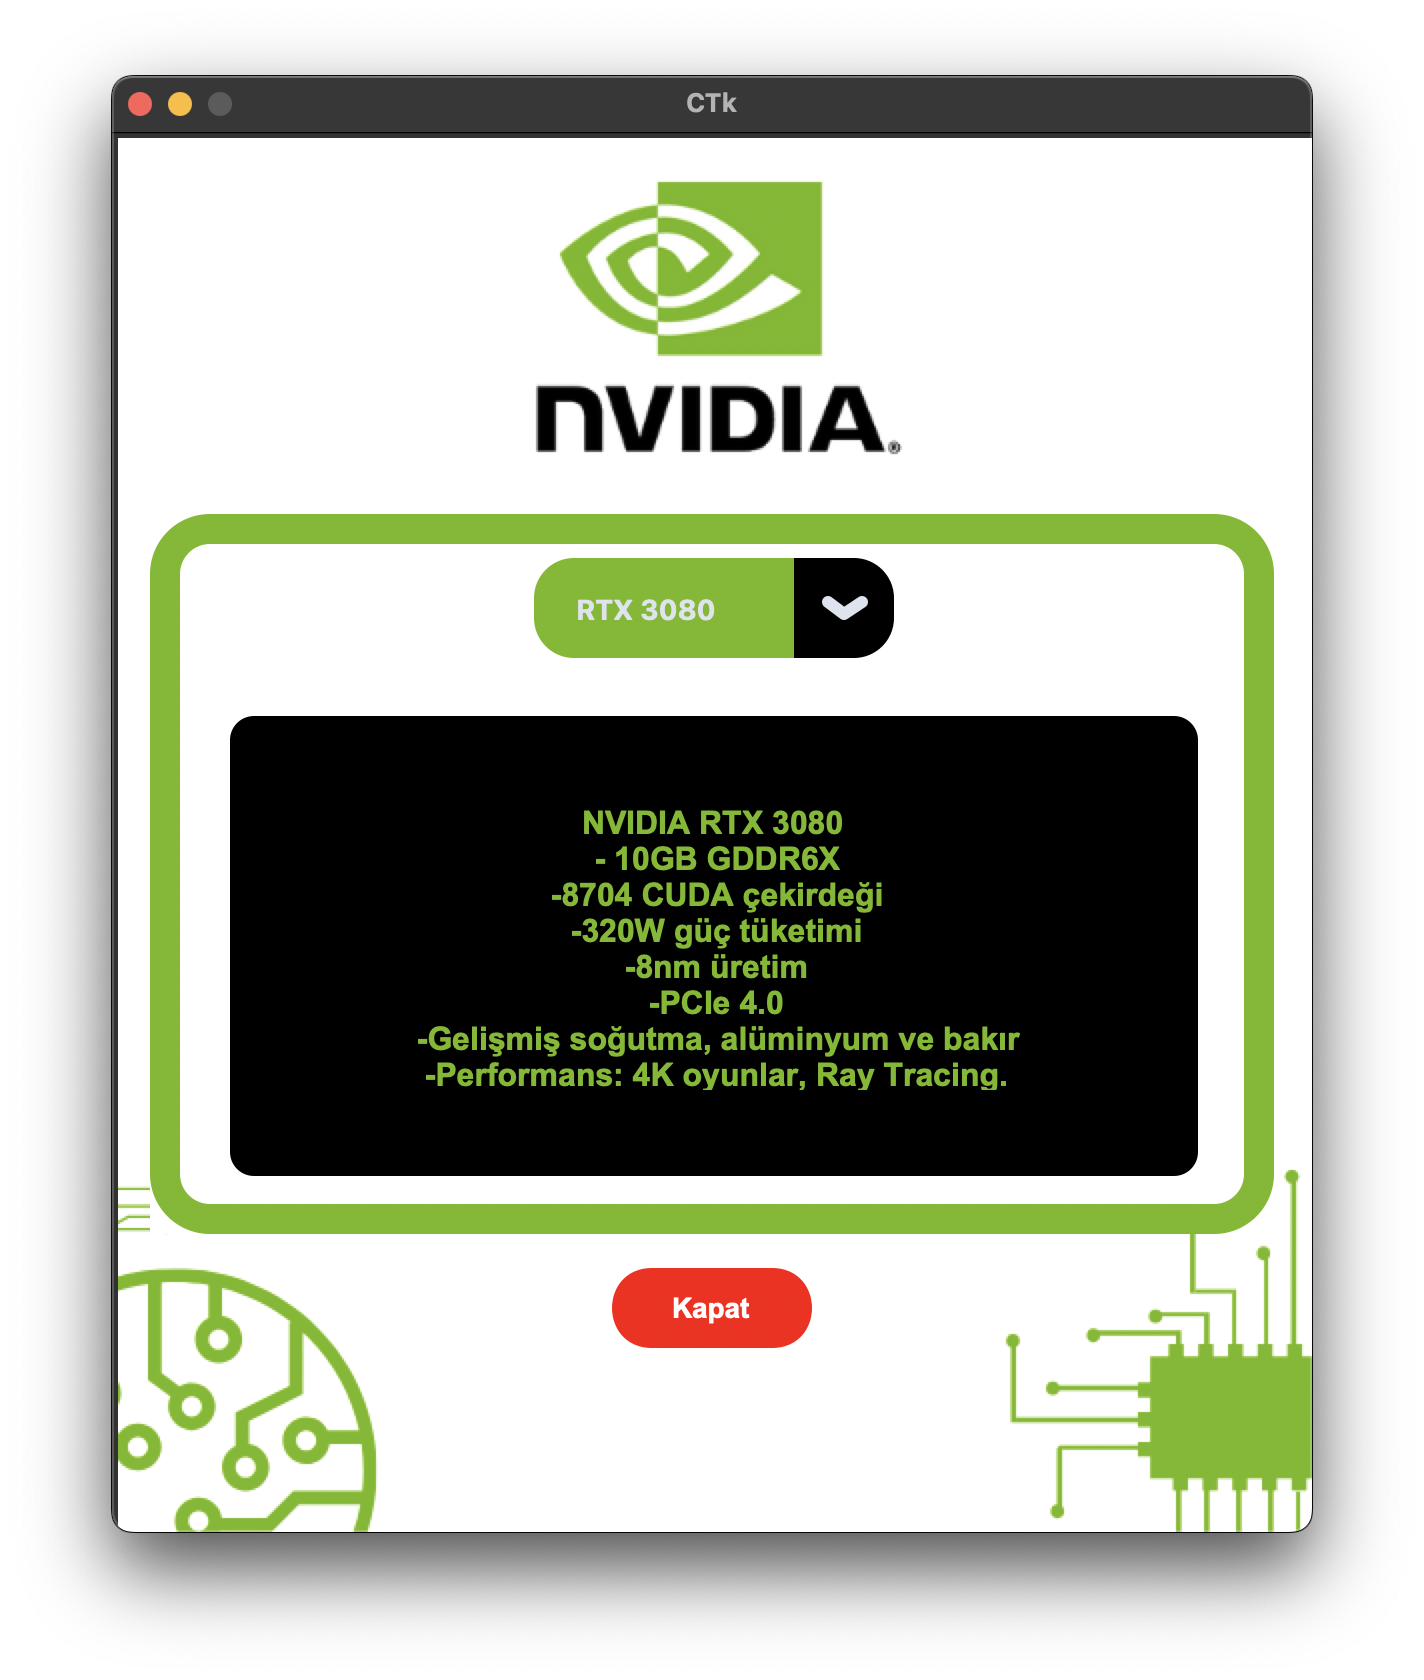 CTk
NVIDIA®
RTX 3080
NVIDIA RTX 3080
- 10GB GDDR6X
-8704 CUDA çekirdeği
-320W güç tüketimi
-8nm üretim
-PCIe 4.0
-Gelişmiş soğutma, alüminyum ve bakır
-Performans: 4K oyunlar, Ray Tracing.
Kapat